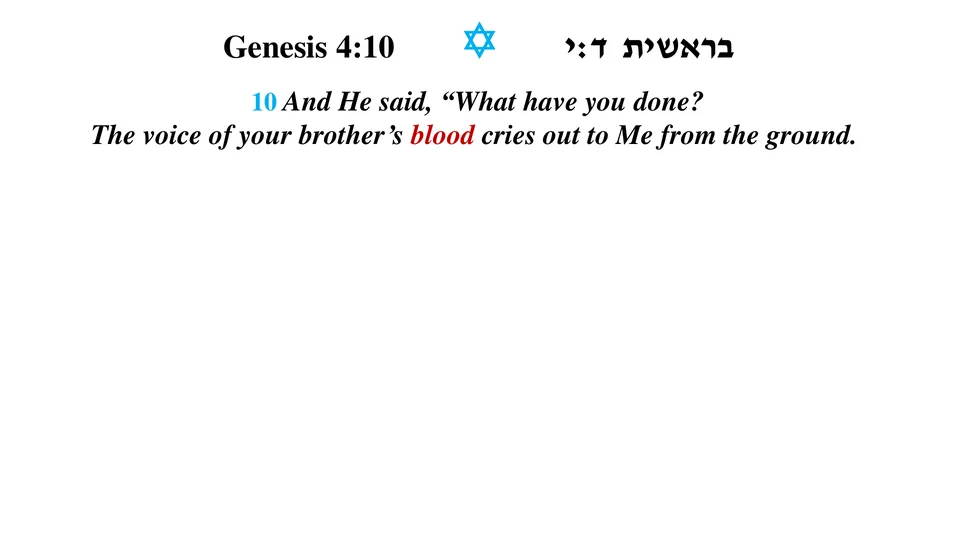 Genesis 4:10 ✡ בראשית ד:י
10 And He said, “What have you done?
The voice of your brother’s blood cries out to Me from the ground.